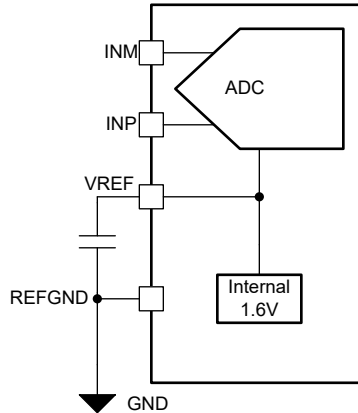 INM
ADC
INP
VREF
Internal
1.6V
REFGND
GND